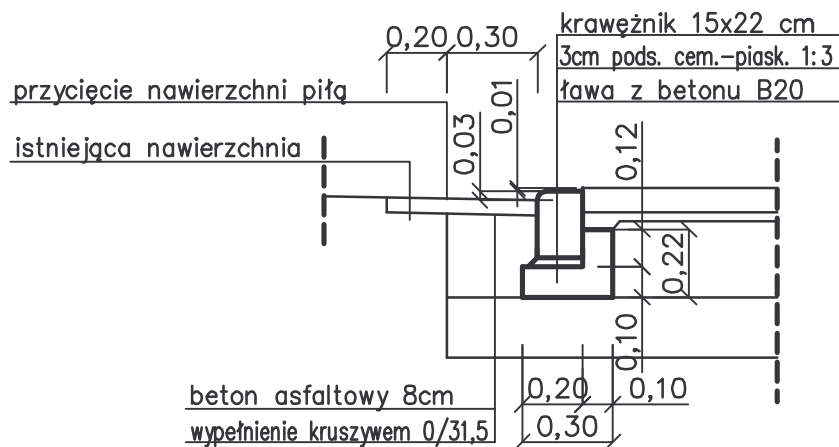 krawężnik 15x22 cm
0,20 0,30
3cm pods. cem.-piask. 1:3
przycięcie nawierzchni piłą
ława z betonu B20
0,01
0,03
0,12
istniejąca nawierzchnia
0,22
0,10
beton asfaltowy 8cm
0,20 0,10
wypełnienie kruszywem 0/31,5
0,30